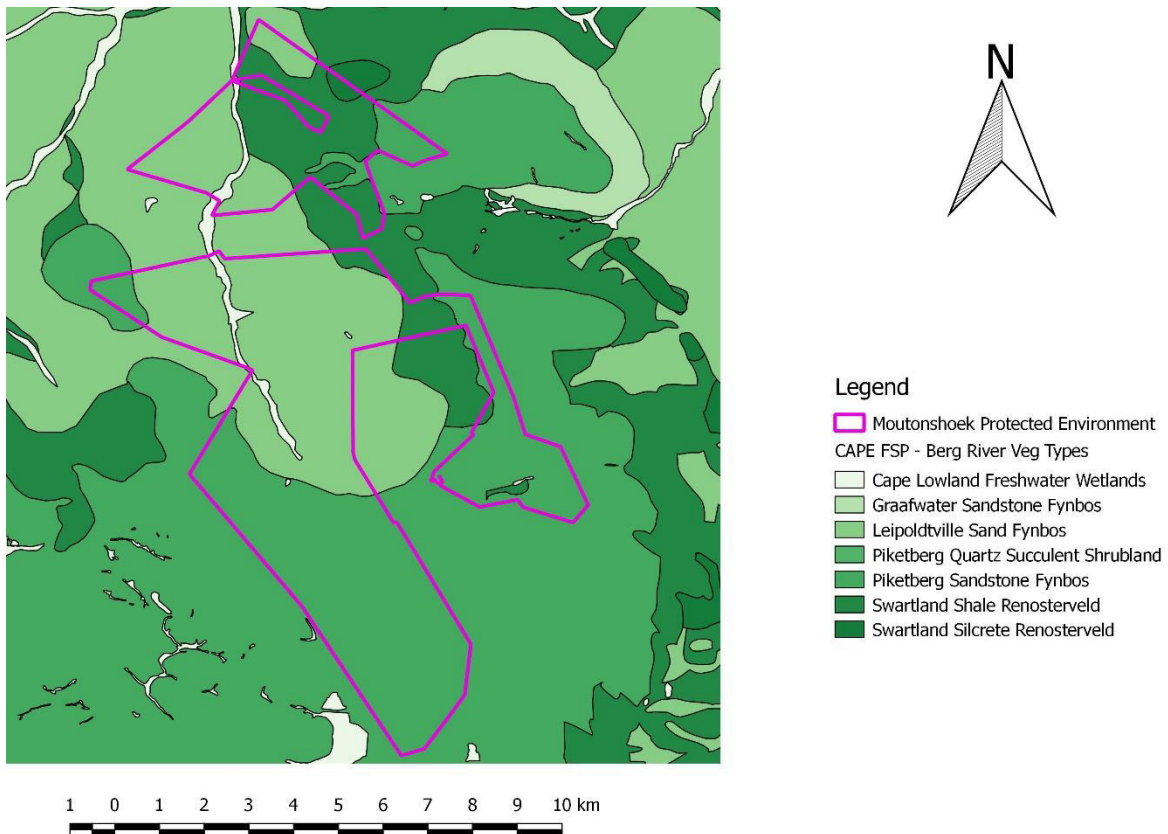 N
Legend
Moutonshoek Protected Environment
CAPE FSP - Berg River Veg Types
Cape Lowland Freshwater Wetlands
Graafwater Sandstone Fynbos
Leipoldtville Sand Fynbos
Piketberg Quartz Succulent Shrubland
Piketberg Sandstone Fynbos
Swartland Shale Renosterveld
Swartland Silcrete Renosterveld
1 0 1 2 3 4 5 6 7 8 9 10 km